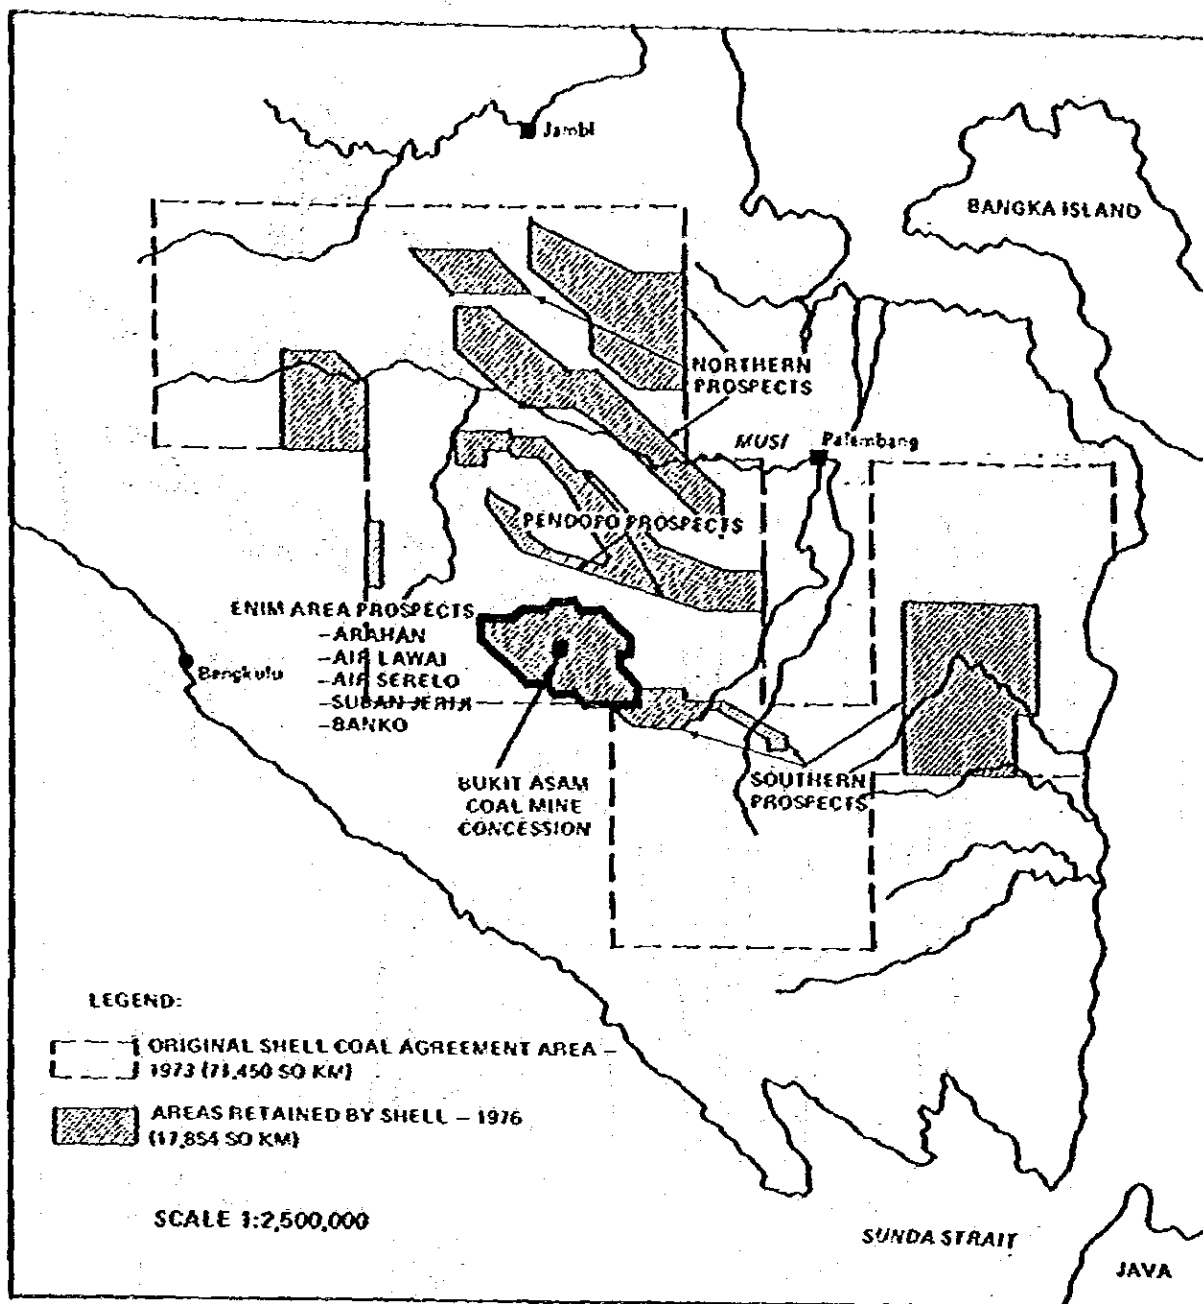 Jambi
BANGKA ISLAND
NORTHERN
PROSPECTS
MUSI
Palembang
PENDOPO PROSPECTS
ENIM AREA PROSPECTS
–ARAHAN
–AIR LAWAI
–AIR SERELO
–SUBAN JERIJI
–BANKO
Bengkulu
BUKIT ASAM
COAL MINE
CONCESSION
SOUTHERN
PROSPECTS
LEGEND:
ORIGINAL SHELL COAL AGREEMENT AREA –
1973 (71,450 SQ KM)
AREAS RETAINED BY SHELL – 1976
(17,854 SQ KM)
SCALE 1:2,500,000
SUNDA STRAIT
JAVA